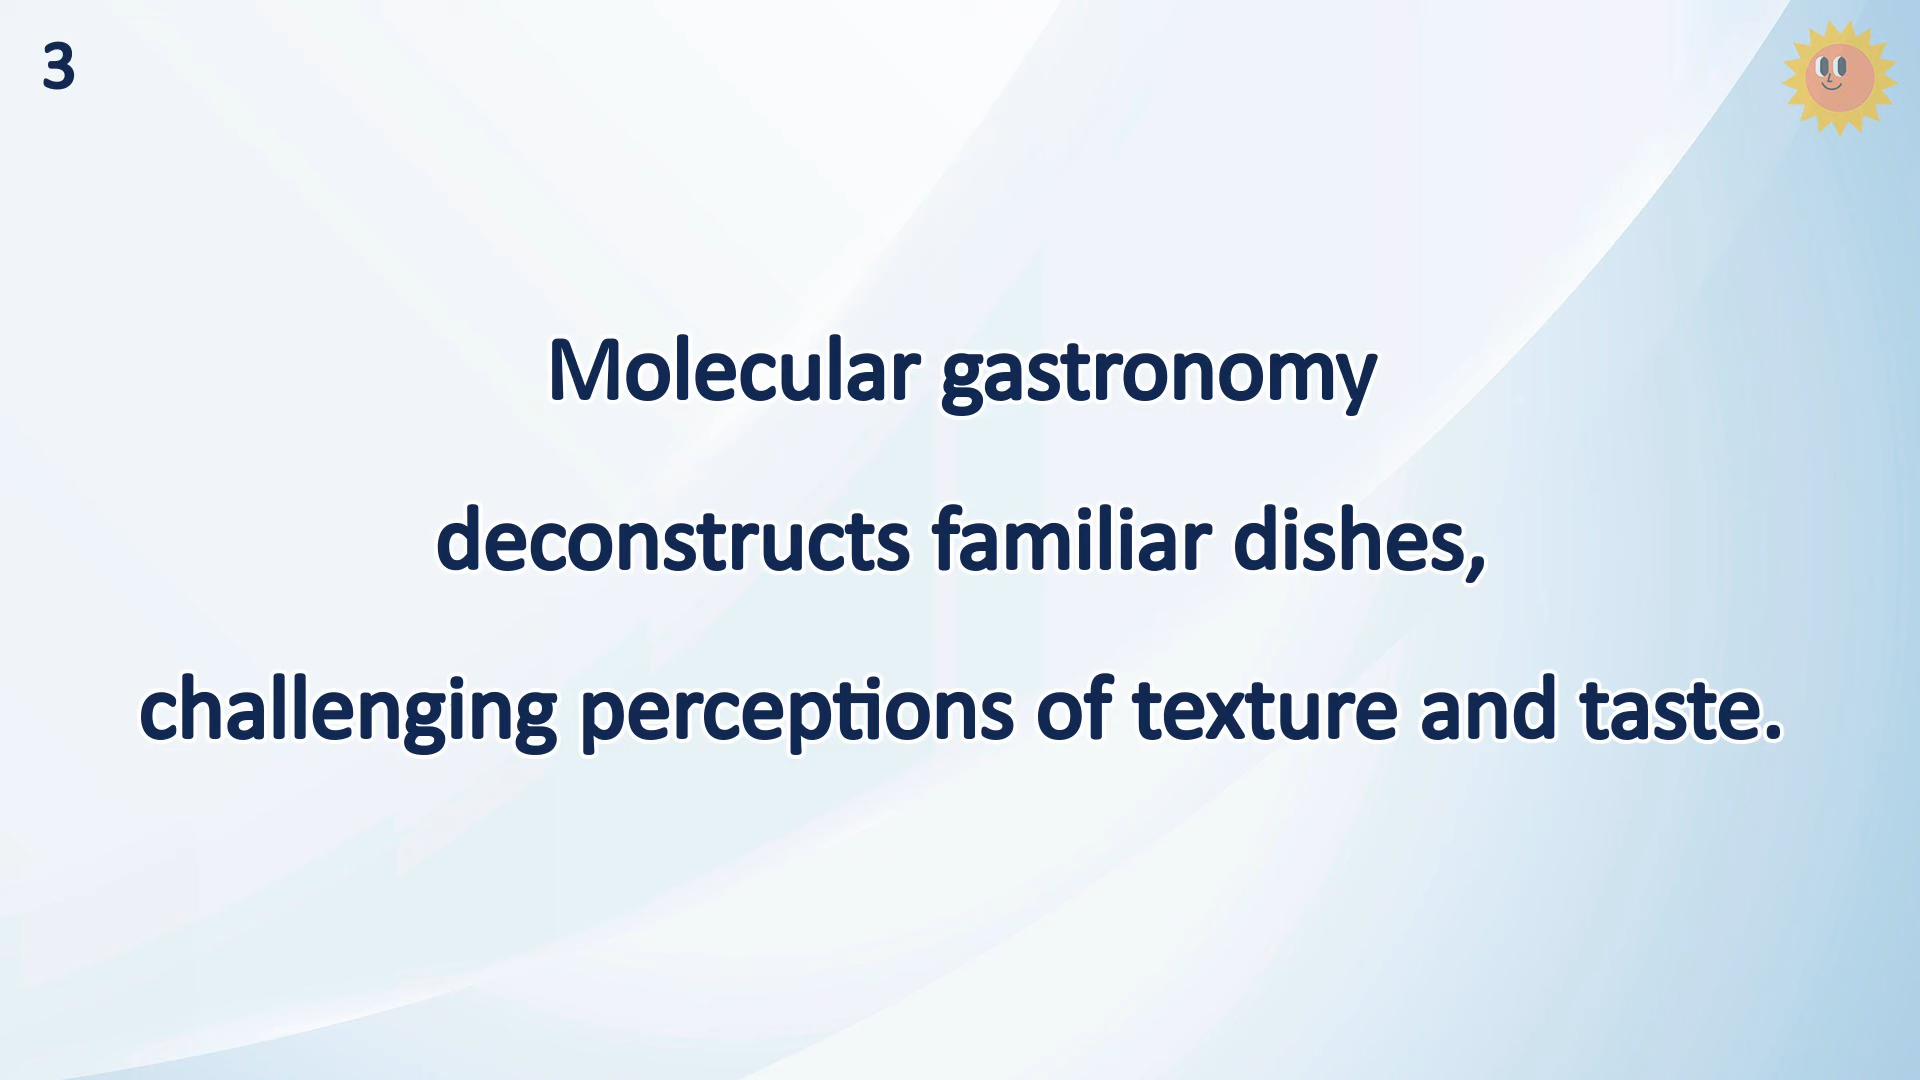 3
Molecular gastronomy
deconstructs familiar dishes,
challenging perceptions of texture and taste.